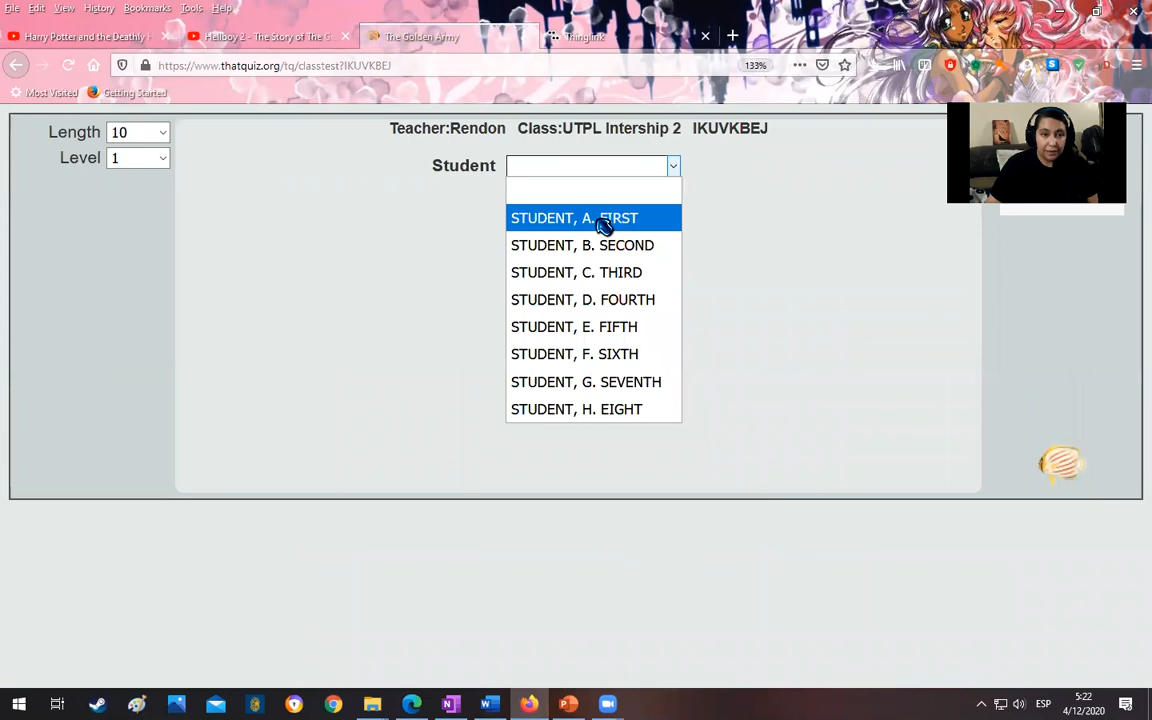 File Edit View History Bookmarks Tools Help
Harry Potter and the Deathly H
Hellboy 2 - The Story of The G
The Golden Army
Thinglink
https://www.thatquiz.org/tq/classtest?IKUVKBEJ
133%
Most Visited Getting Started
Length 10
Level 1
Teacher:Rendon Class:UTPL Intership 2 IKUVKBEJ
Student
STUDENT, A. FIRST
STUDENT, B. SECOND
STUDENT, C. THIRD
STUDENT, D. FOURTH
STUDENT, E. FIFTH
STUDENT, F. SIXTH
STUDENT, G. SEVENTH
STUDENT, H. EIGHT
ESP
5:22
4/12/2020